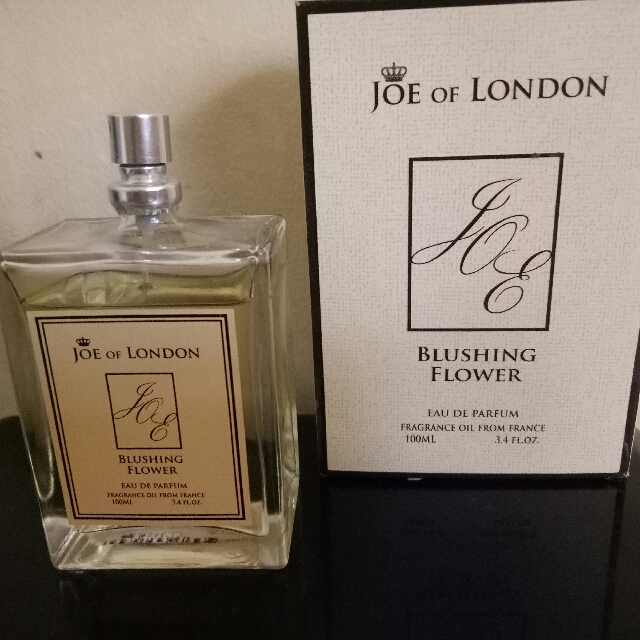 JOE OF LONDON
JOE
BLUSHING
FLOWER
EAU DE PARFUM
FRAGRANCE OIL FROM FRANCE
100ML 3.4 FL.OZ.
JOE OF LONDON
JOE
BLUSHING
FLOWER
EAU DE PARFUM
FRAGRANCE OIL FROM FRANCE
100ML 3.4 FL.OZ.